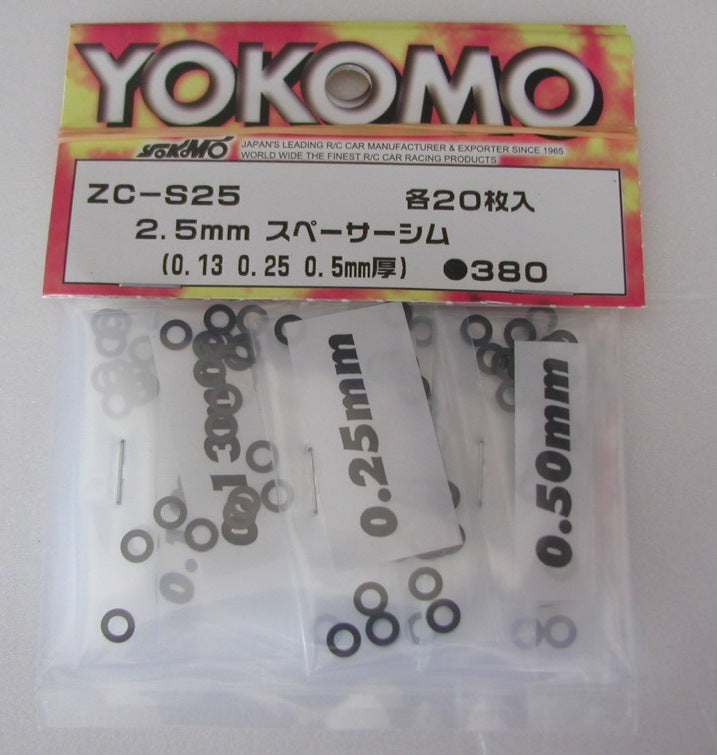 YOKOMO
YOKOMO JAPAN'S LEADING R/C CAR MANUFACTURER & EXPORTER SINCE 1965
WORLD WIDE THE FINEST R/C CAR RACING PRODUCTS
ZC-S25 各20枚入
2.5mm スペーサーシム
(0.13 0.25 0.5mm厚) ●380
0.25mm
0.50mm